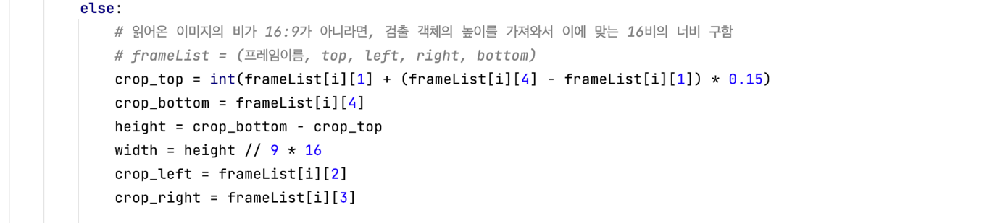 else:
# 읽어온 이미지의 비가 16:9가 아니라면, 검출 객체의 높이를 가져와서 이에 맞는 16비의 너비 구함
# frameList = (프레임이름, top, left, right, bottom)
crop_top = int(frameList[i][1] + (frameList[i][4] - frameList[i][1]) * 0.15)
crop_bottom = frameList[i][4]
height = crop_bottom - crop_top
width = height // 9 * 16
crop_left = frameList[i][2]
crop_right = frameList[i][3]